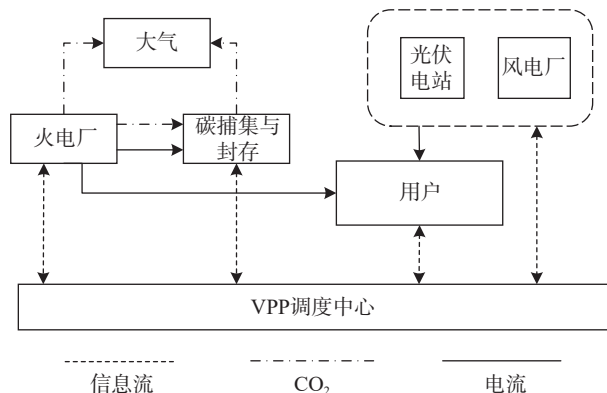 大气
光伏
电站
风电厂
火电厂
碳捕集与
封存
用户
VPP调度中心
信息流
CO₂
电流